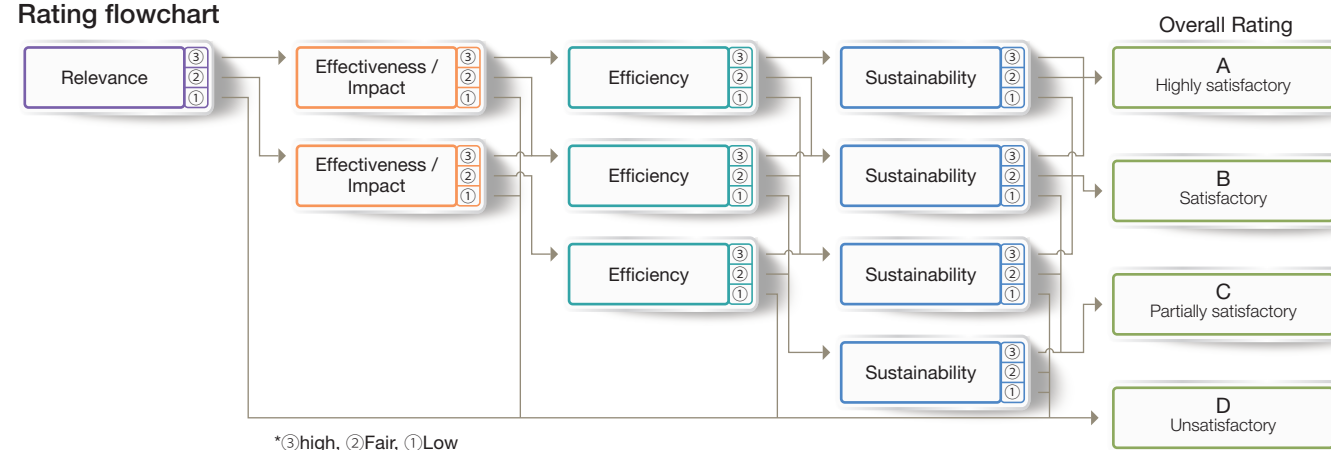 Rating flowchart
Overall Rating
Relevance
③
②
①
Effectiveness /
Impact
③
②
①
Efficiency
③
②
①
Sustainability
③
②
①
A
Highly satisfactory
Effectiveness /
Impact
③
②
①
Efficiency
③
②
①
Sustainability
③
②
①
B
Satisfactory
Efficiency
③
②
①
Sustainability
③
②
①
C
Partially satisfactory
Sustainability
③
②
①
D
Unsatisfactory
*③high, ②Fair, ①Low